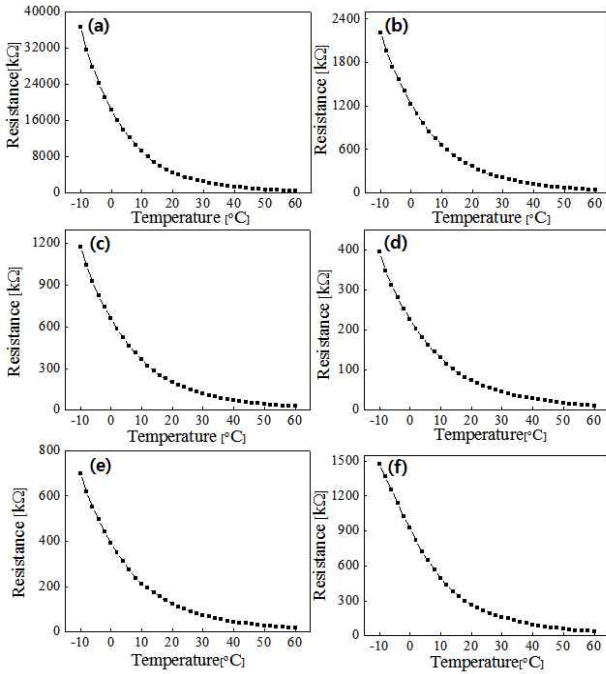 (a)
Resistance[kΩ]
40000
32000
24000
16000
8000
0
-10 0 10 20 30 40 50 60
Temperature [°C]
(b)
Resistance [kΩ]
2400
1800
1200
600
0
-10 0 10 20 30 40 50 60
Temperature [°C]
(c)
Resistance [kΩ]
1200
900
600
300
0
-10 0 10 20 30 40 50 60
Temperature [°C]
(d)
Resistance [kΩ]
400
300
200
100
0
-10 0 10 20 30 40 50 60
Temperature[°C]
(e)
Resistance [kΩ]
800
600
400
200
0
-10 0 10 20 30 40 50 60
Temperature[°C]
(f)
Resistance [kΩ]
1500
1200
900
600
300
0
-10 0 10 20 30 40 50 60
Temperature[°C]